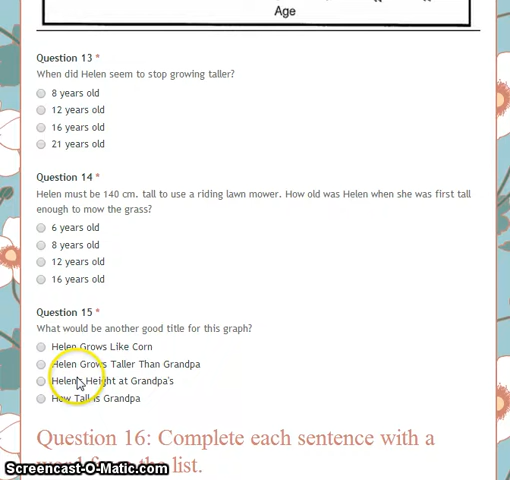 Age
Question 13 *
When did Helen seem to stop growing taller?
8 years old
12 years old
16 years old
21 years old
Question 14 *
Helen must be 140 cm. tall to use a riding lawn mower. How old was Helen when she was first tall
enough to mow the grass?
6 years old
8 years old
12 years old
16 years old
Question 15 *
What would be another good title for this graph?
Helen Grows Like Corn
Helen Grows Taller Than Grandpa
Height at Grandpa's
How Tall is Grandpa
Question 16: Complete each sentence with a
list.
Screencast-O-Matic.com